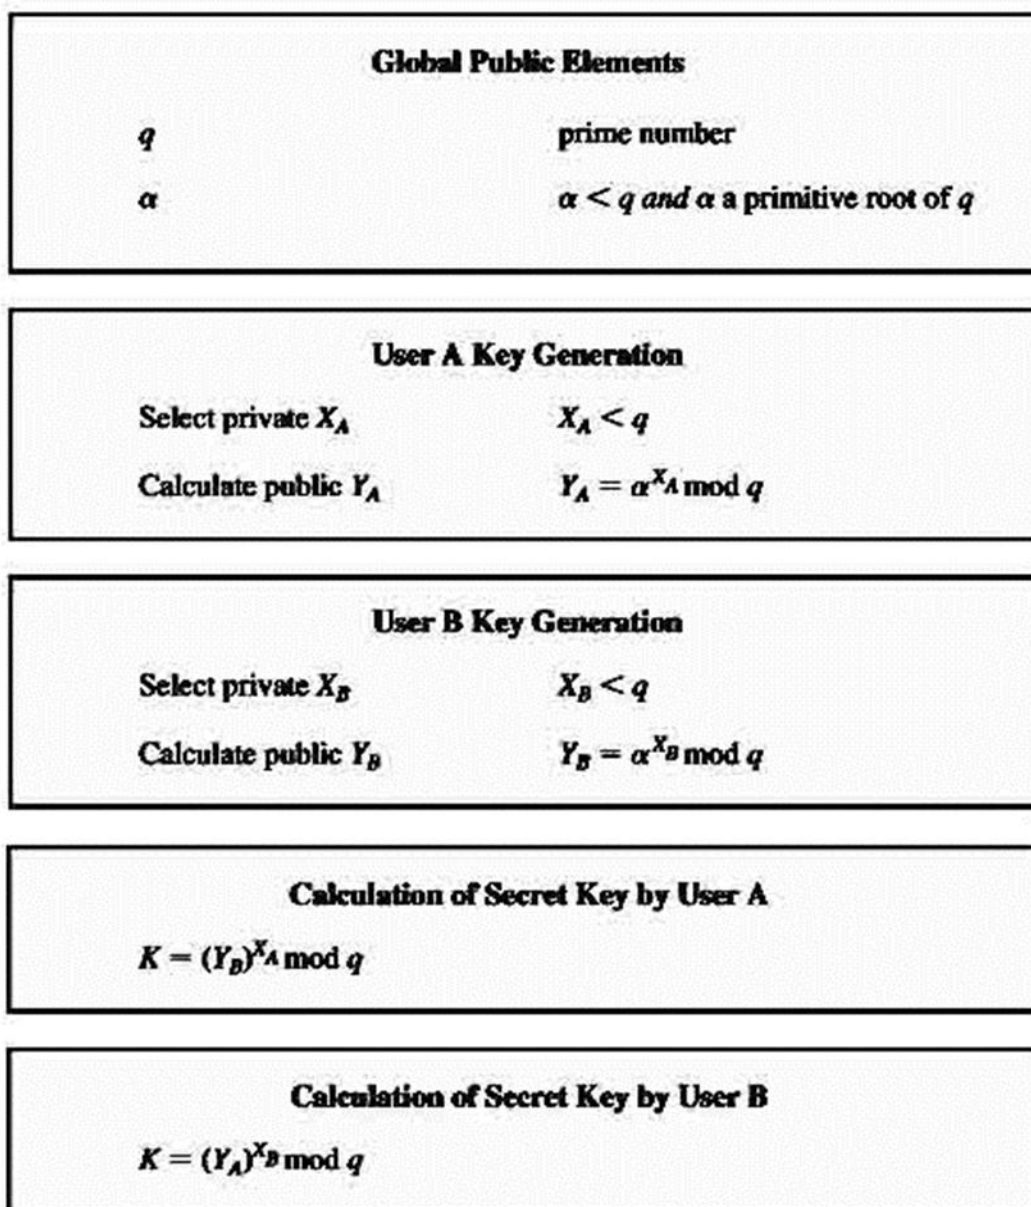 Global Public Elements
q prime number
α α < q and α a primitive root of q
User A Key Generation
Select private X_A X_A < q
Calculate public Y_A Y_A = α^{X_A} mod q
User B Key Generation
Select private X_B X_B < q
Calculate public Y_B Y_B = α^{X_B} mod q
Calculation of Secret Key by User A
K = (Y_B)^{X_A} mod q
Calculation of Secret Key by User B
K = (Y_A)^{X_B} mod q